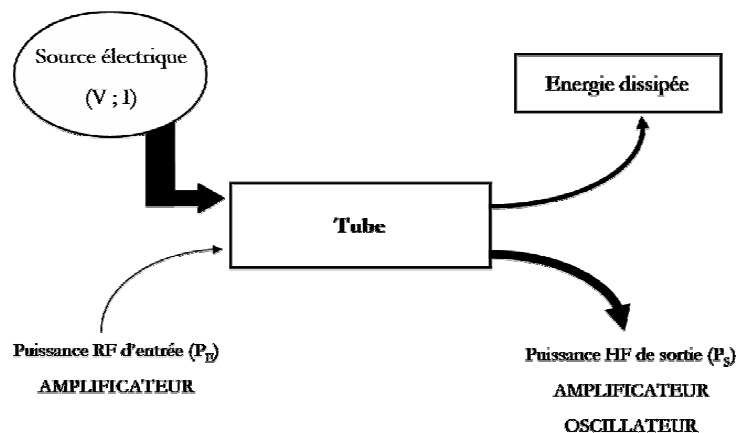 Source électrique
(V ; I)
Energie dissipée
Tube
Puissance RF d'entrée (PE)
AMPLIFICATEUR
Puissance HF de sortie (PS)
AMPLIFICATEUR
OSCILLATEUR